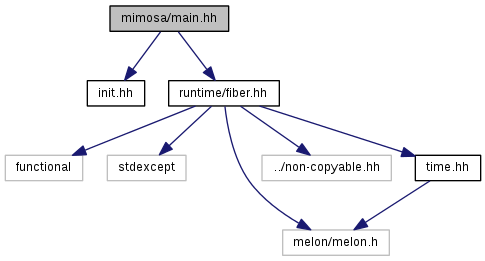 mimosa/main.hh
init.hh
runtime/fiber.hh
functional
stdexcept
../non-copyable.hh
time.hh
melon/melon.h